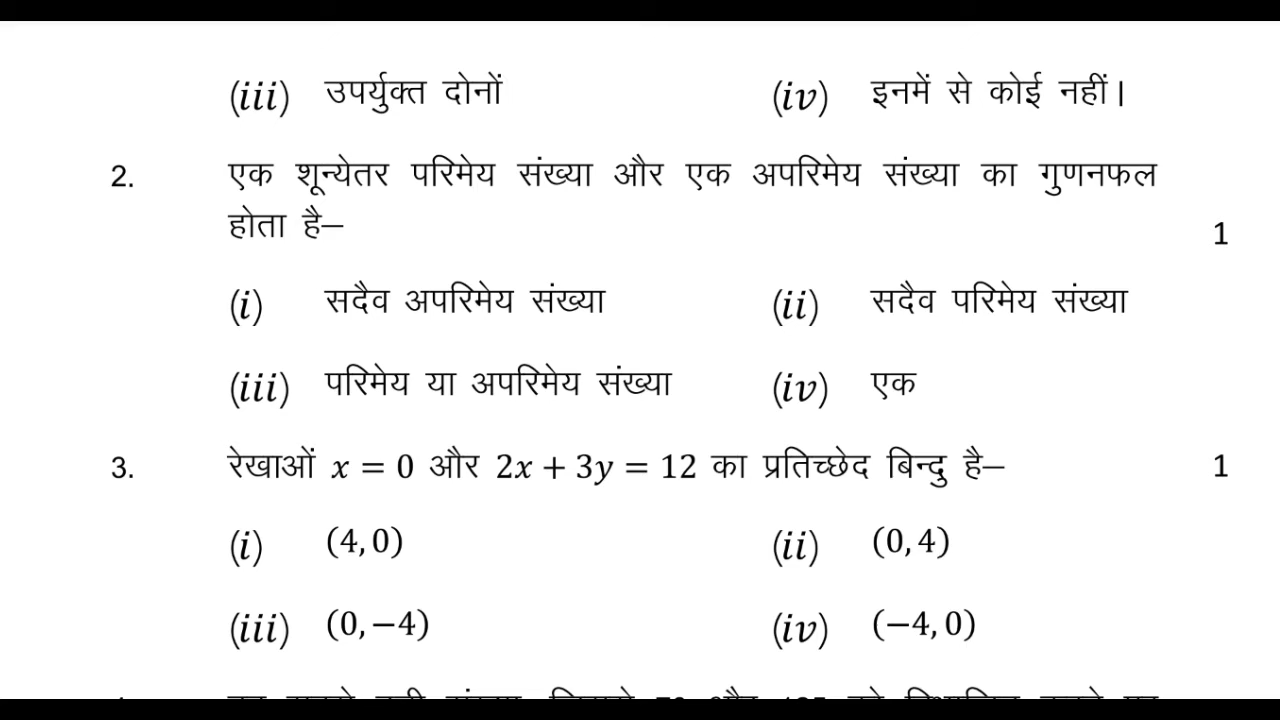 (iii) उपर्युक्त दोनों (iv) इनमें से कोई नहीं।
2. एक शून्येतर परिमेय संख्या और एक अपरिमेय संख्या का गुणनफल
होता है– 1
(i) सदैव अपरिमेय संख्या (ii) सदैव परिमेय संख्या
(iii) परिमेय या अपरिमेय संख्या (iv) एक
3. रेखाओं x = 0 और 2x + 3y = 12 का प्रतिच्छेद बिन्दु है– 1
(i) (4, 0) (ii) (0, 4)
(iii) (0, −4) (iv) (−4, 0)